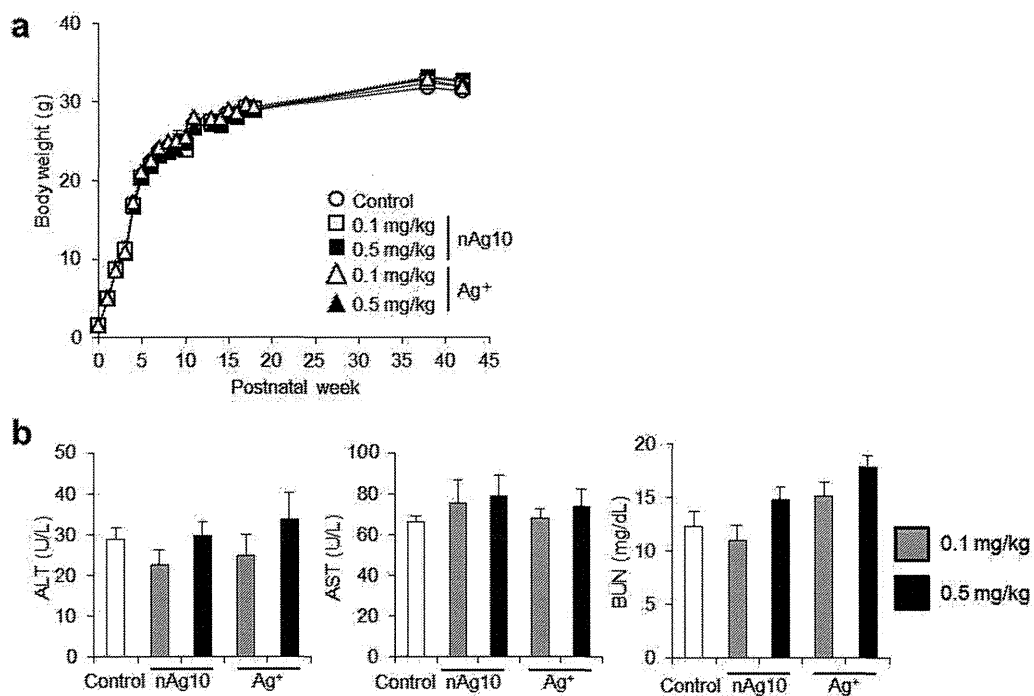 a
40
30
20
10
0
Body weight (g)
0 5 10 15 20 25 30 35 40 45
Postnatal week
Control
0.1 mg/kg
0.5 mg/kg
nAg10
0.1 mg/kg
0.5 mg/kg
Ag+
b
50
40
30
20
10
0
ALT (U/L)
Control nAg10 Ag+
100
80
60
40
20
0
AST (U/L)
Control nAg10 Ag+
20
15
10
5
0
BUN (mg/dL)
Control nAg10 Ag+
0.1 mg/kg
0.5 mg/kg